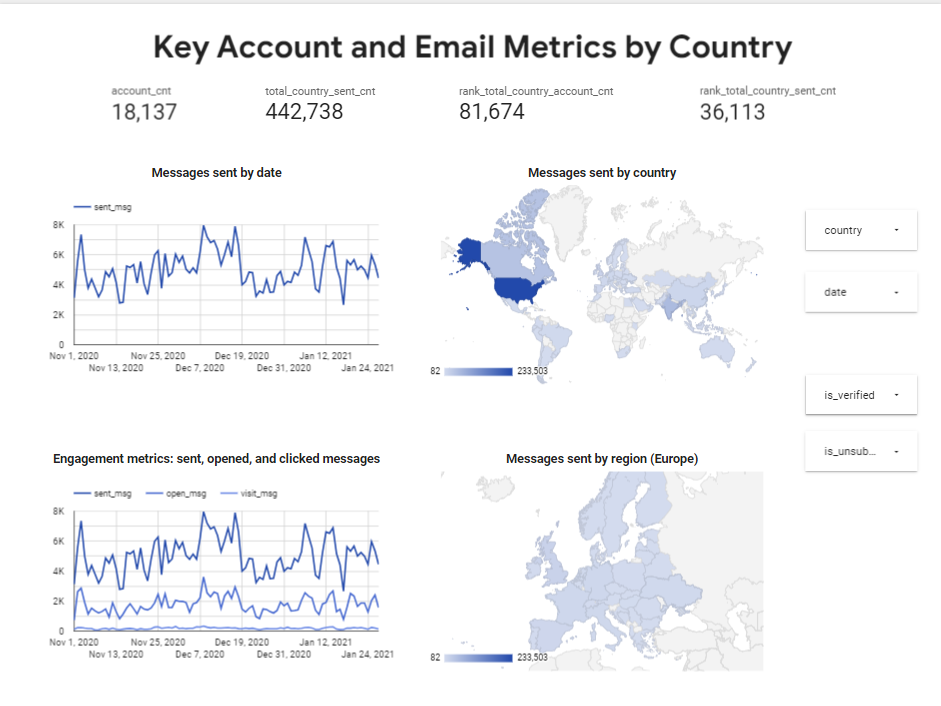 Key Account and Email Metrics by Country
account_cnt total_country_sent_cnt rank_total_country_account_cnt rank_total_country_sent_cnt
18,137 442,738 81,674 36,113
Messages sent by date
sent_msg
8K
6K
4K
2K
0
Nov 1, 2020 Nov 25, 2020 Dec 19, 2020 Jan 12, 2021
Nov 13, 2020 Dec 7, 2020 Dec 31, 2020 Jan 24, 2021
Messages sent by country
82 233,503
country
date
is_verified
is_unsub...
Engagement metrics: sent, opened, and clicked messages
sent_msg open_msg visit_msg
8K
6K
4K
2K
0
Nov 1, 2020 Nov 25, 2020 Dec 19, 2020 Jan 12, 2021
Nov 13, 2020 Dec 7, 2020 Dec 31, 2020 Jan 24, 2021
Messages sent by region (Europe)
82 233,503